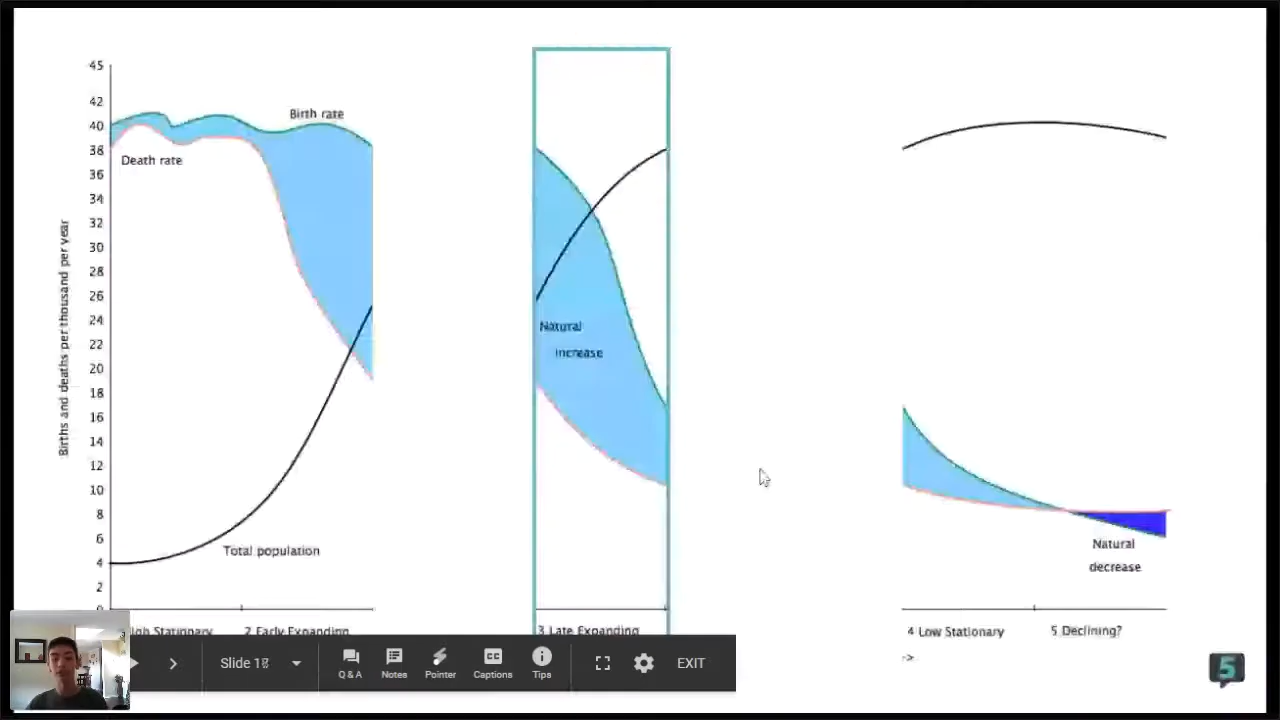 45
42
40
38
36
34
32
30
28
26
24
22
20
18
16
14
12
10
8
6
4
2
Births and deaths per thousand per year
Birth rate
Death rate
Total population
Natural
increase
Natural
decrease
Stationary
2 Early Expanding
3 Late Expanding
4 Low Stationary
5 Declining?
->
Slide 18
Q & A
Notes
Pointer
Captions
Tips
EXIT
CC
5